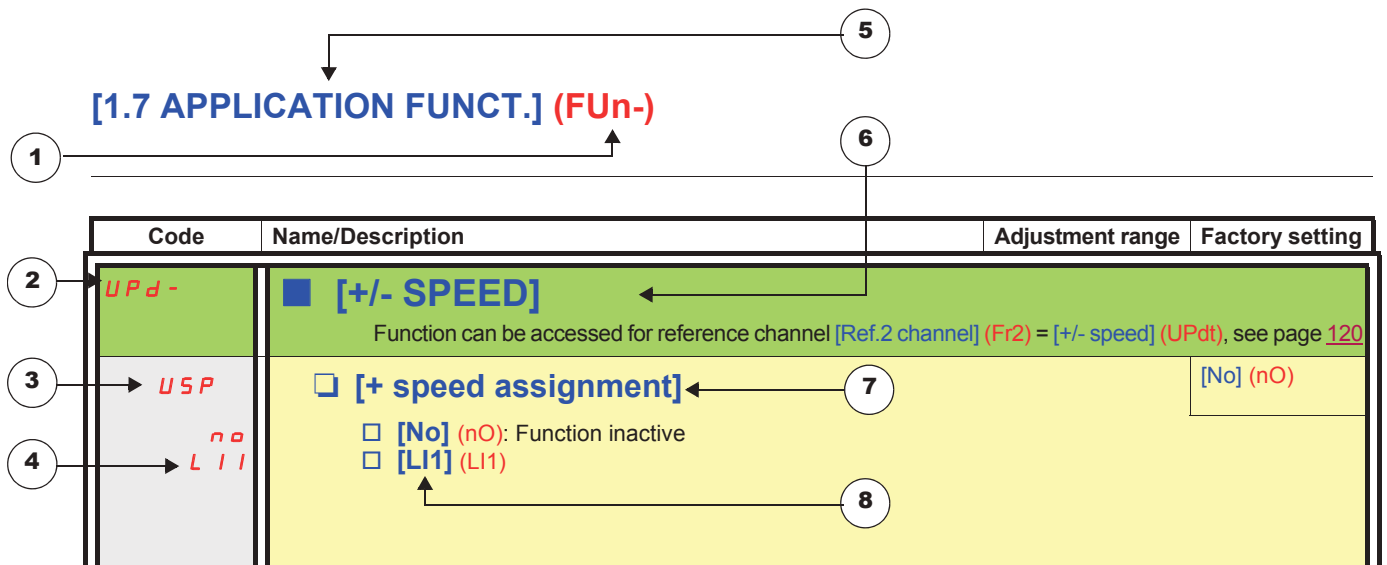 5
[1.7 APPLICATION FUNCT.] (FUn-)
1
6
Code Name/Description Adjustment range Factory setting
2
UPd- [+/- SPEED]
Function can be accessed for reference channel [Ref.2 channel] (Fr2) = [+/- speed] (UPdt), see page 120
3
USP [+ speed assignment] 7 [No] (nO)
no [No] (nO): Function inactive
4
LI1 [LI1] (LI1)
8